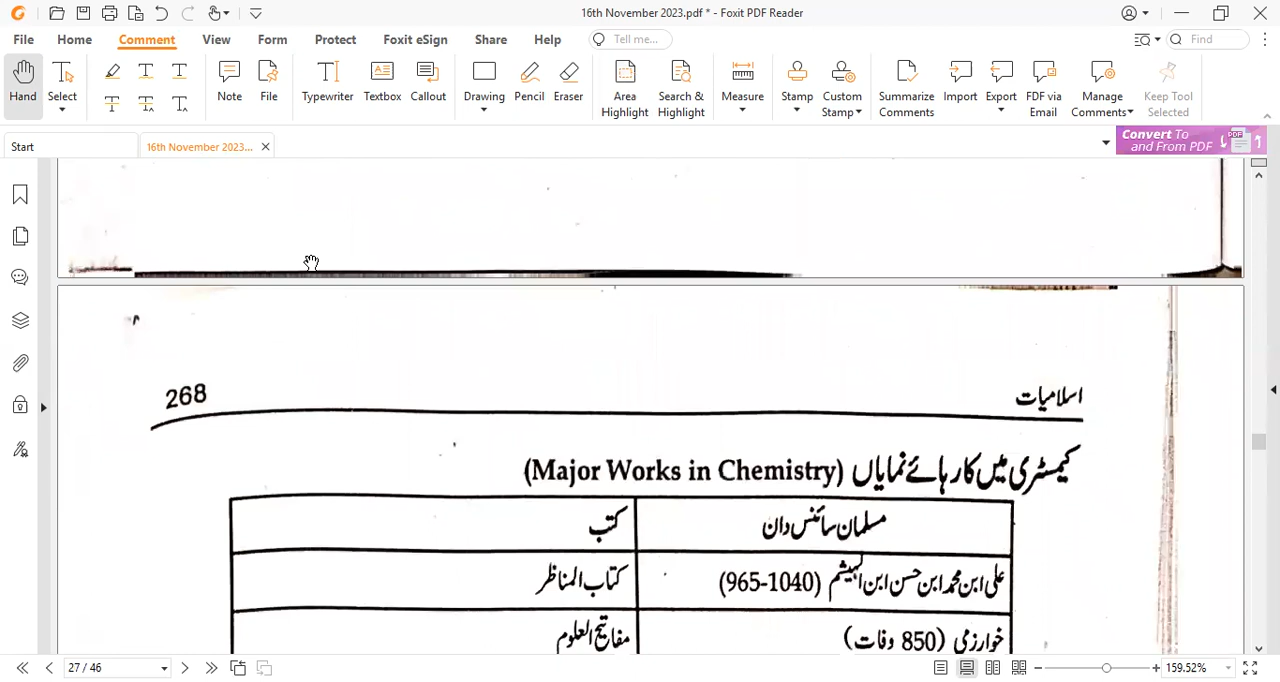 16th November 2023.pdf * - Foxit PDF Reader
File Home Comment View Form Protect Foxit eSign Share Help Tell me... Find
Hand Select Note File Typewriter Textbox Callout Drawing Pencil Eraser Area Highlight Search & Highlight Measure Stamp Custom Stamp Summarize Comments Import Export FDF via Email Manage Comments Keep Tool Selected
Start 16th November 2023... Convert To and From PDF PDF
268 اسلامیات
کیمسٹری میں کارہائے نمایاں (Major Works in Chemistry)
مسلمان سائنس دان کتب
علی ابن محمد ابن حسن ابن الہیشم (965-1040) کتاب المناظر
خوارزمی (850 وفات) مفاتیح العلوم
27 / 46 159.52%